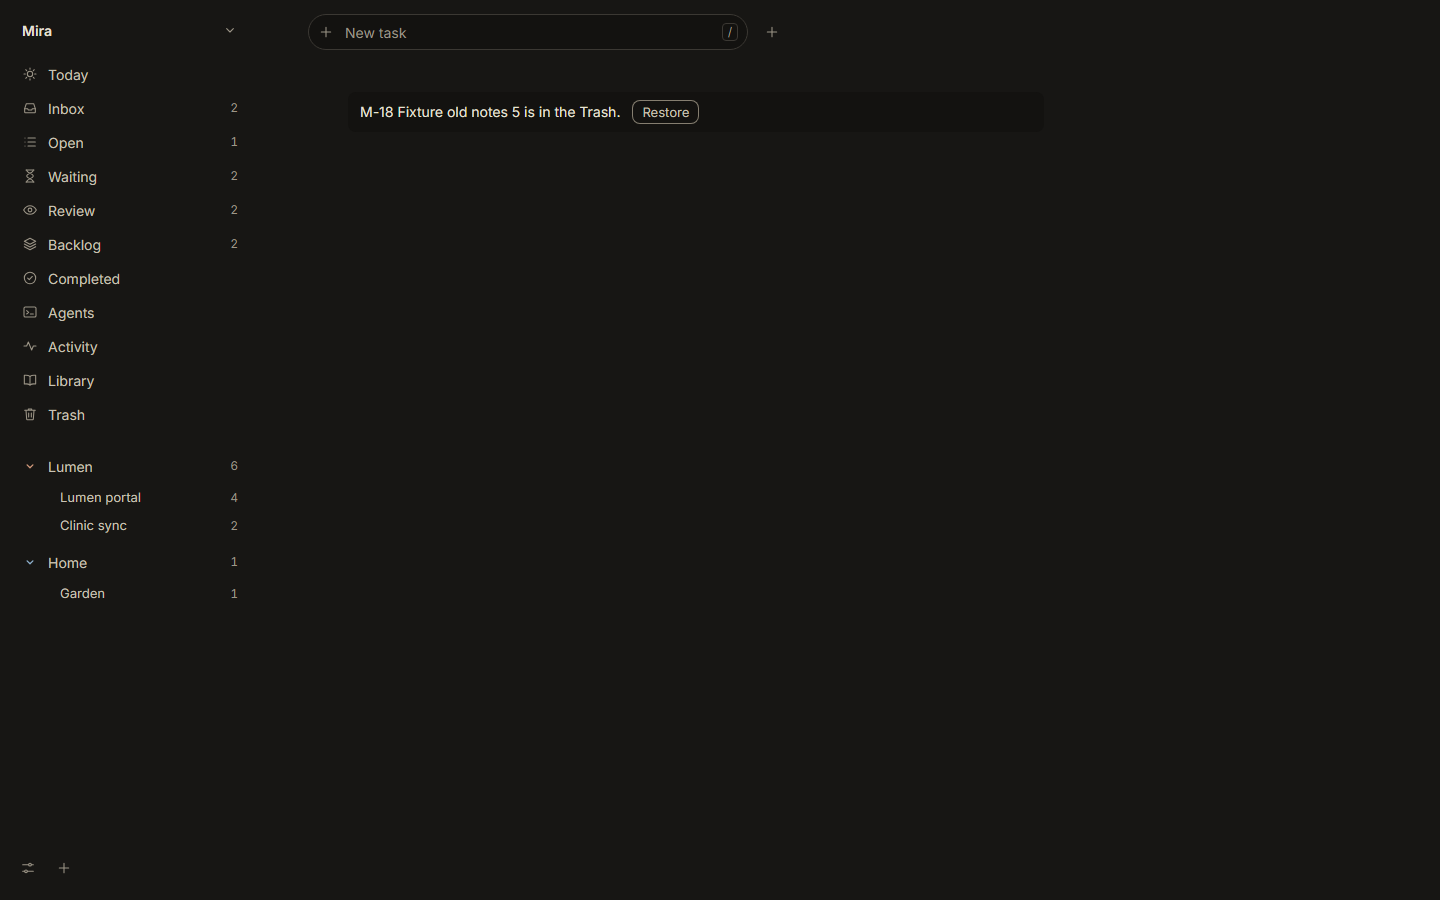 Mira
New task /
Today
M-18 Fixture old notes 5 is in the Trash. Restore
Inbox 2
Open 1
Waiting 2
Review 2
Backlog 2
Completed
Agents
Activity
Library
Trash
Lumen 6
Lumen portal 4
Clinic sync 2
Home 1
Garden 1